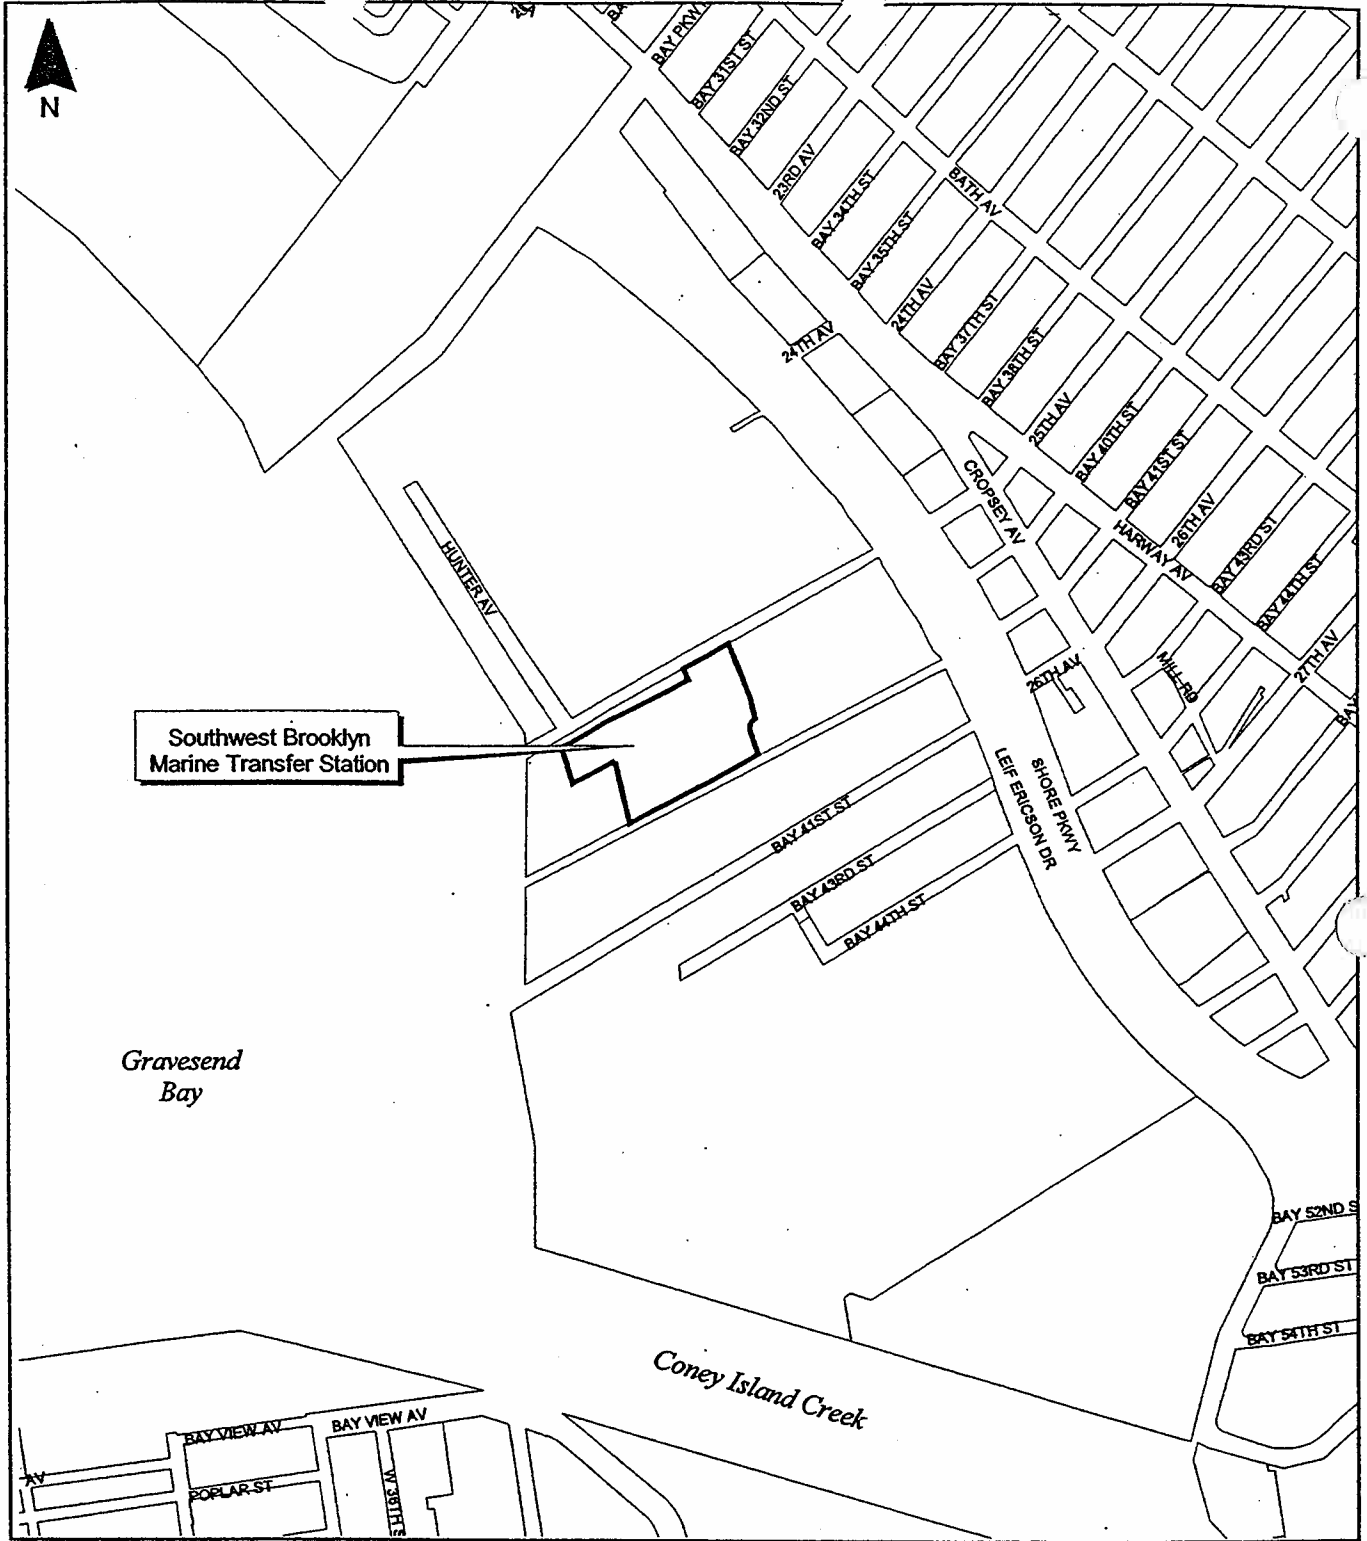 N
BAY PKWY
BAY 31ST ST
BAY 32ND ST
23RD AV
BAY 34TH ST
BAY 35TH ST
BATH AV
24TH AV
24TH AV
BAY 37TH ST
BAY 38TH ST
25TH AV
BAY 40TH ST
BAY 41ST ST
CROPSEY AV
HARWAY AV
26TH AV
BAY 43RD ST
BAY 44TH ST
27TH AV
BAY
HUNTER AV
26TH AV
MILL RD
Southwest Brooklyn
Marine Transfer Station
SHORE PKWY
LEIF ERICSON DR
BAY 41ST ST
BAY 43RD ST
BAY 44TH ST
Gravesend
Bay
BAY 52ND S
BAY 53RD ST
BAY 54TH ST
Coney Island Creek
BAY VIEW AV
BAY VIEW AV
AV
POPLAR ST
W 36TH S